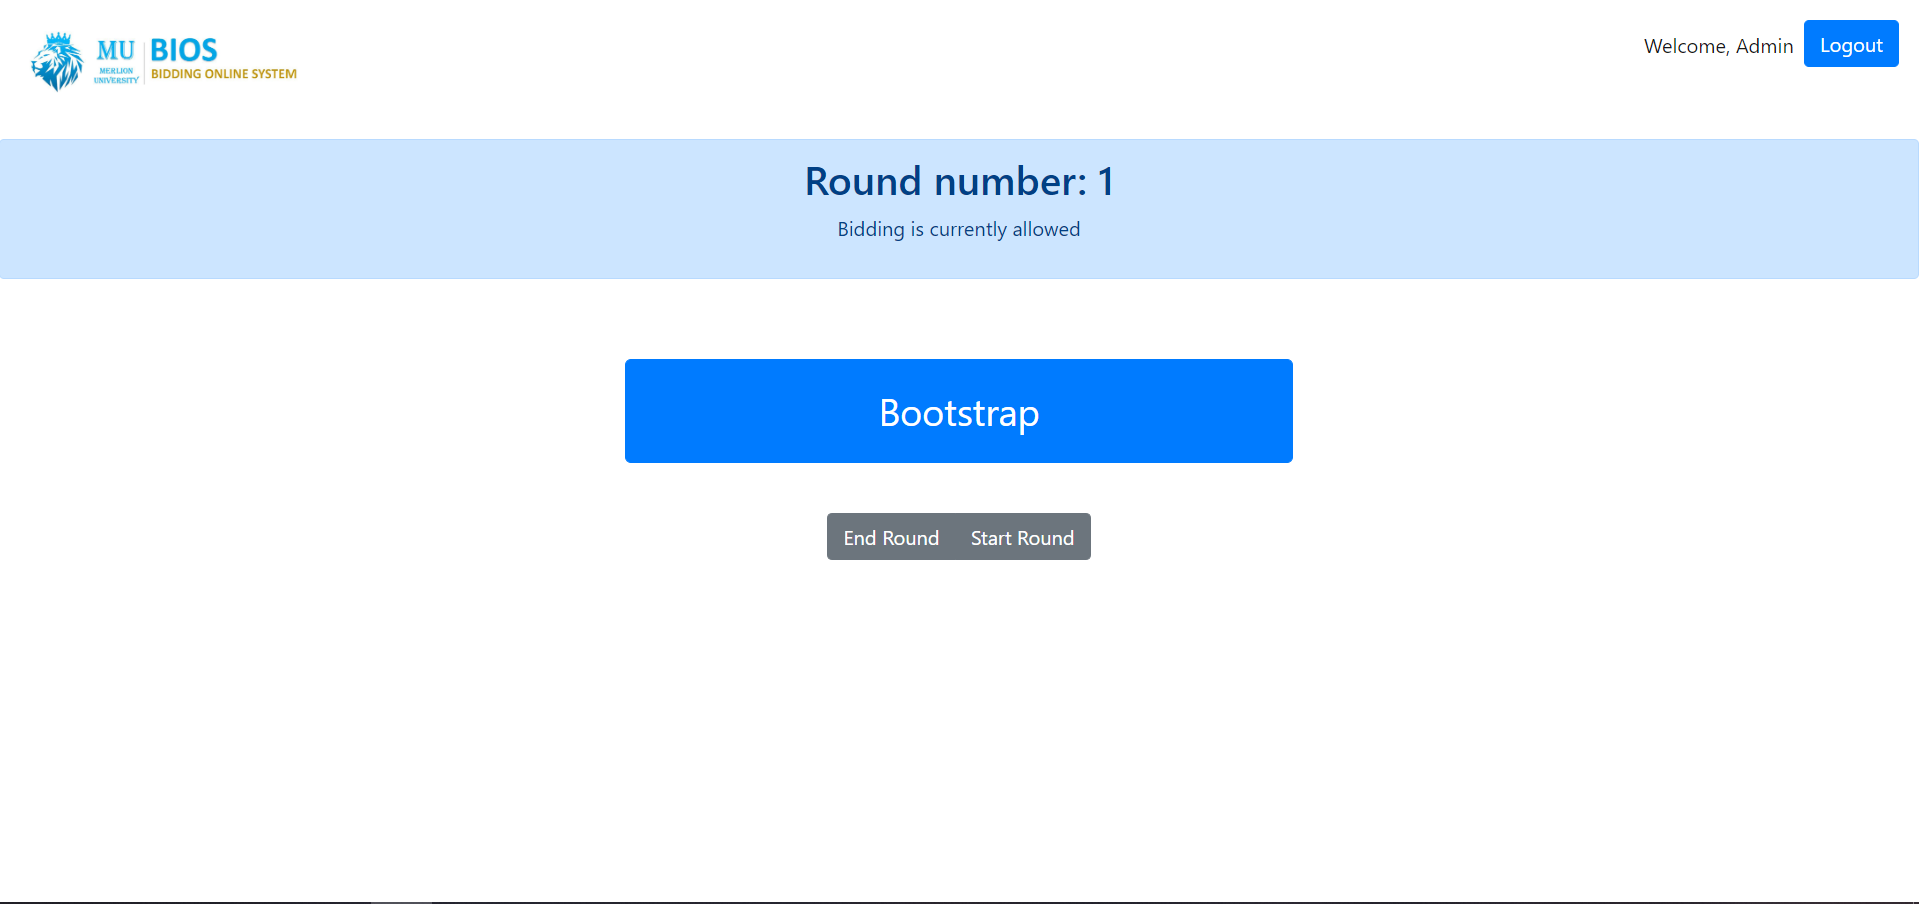 MU
MERLION
UNIVERSITY
BIOS
BIDDING ONLINE SYSTEM
Welcome, Admin
Logout
Round number: 1
Bidding is currently allowed
Bootstrap
End Round
Start Round